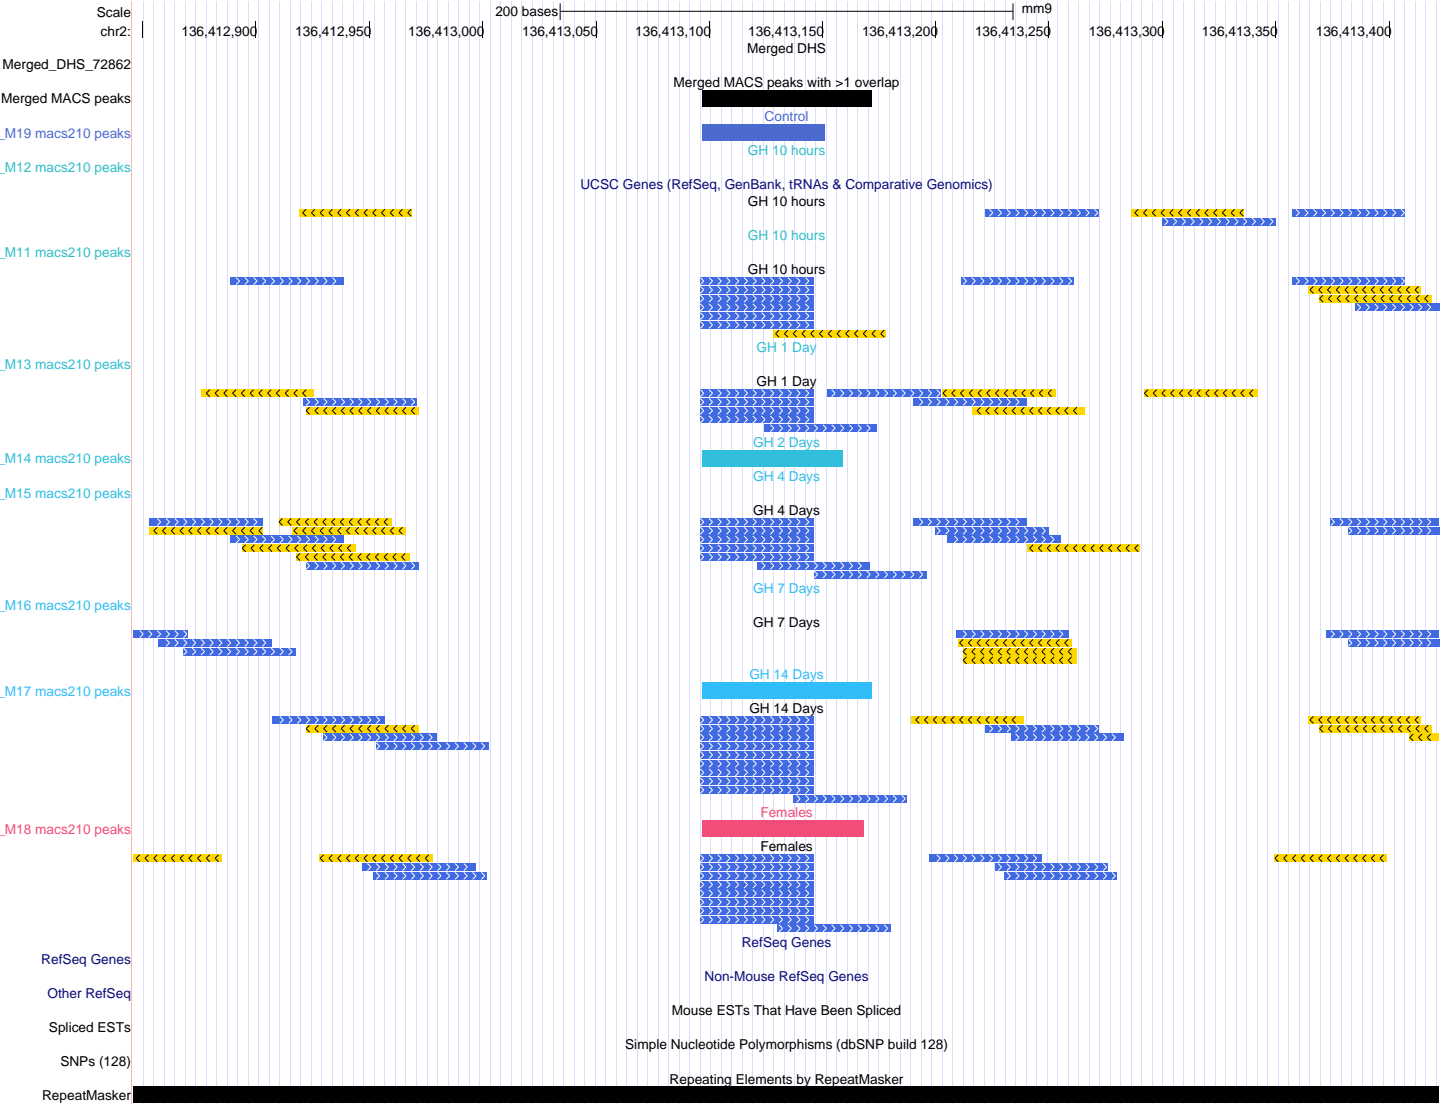 Scale 200 bases mm9
chr2: 136,412,900 136,412,950 136,413,000 136,413,050 136,413,100 136,413,150 136,413,200 136,413,250 136,413,300 136,413,350 136,413,400
Merged DHS
Merged_DHS_72862
Merged MACS peaks with >1 overlap
Merged MACS peaks
Control
_M19 macs210 peaks
GH 10 hours
_M12 macs210 peaks
UCSC Genes (RefSeq, GenBank, tRNAs & Comparative Genomics)
GH 10 hours
GH 10 hours
_M11 macs210 peaks
GH 10 hours
GH 1 Day
_M13 macs210 peaks
GH 1 Day
GH 2 Days
_M14 macs210 peaks
GH 4 Days
_M15 macs210 peaks
GH 4 Days
GH 7 Days
_M16 macs210 peaks
GH 7 Days
GH 14 Days
_M17 macs210 peaks
GH 14 Days
Females
_M18 macs210 peaks
Females
RefSeq Genes
RefSeq Genes
Non-Mouse RefSeq Genes
Other RefSeq
Mouse ESTs That Have Been Spliced
Spliced ESTs
Simple Nucleotide Polymorphisms (dbSNP build 128)
SNPs (128)
Repeating Elements by RepeatMasker
RepeatMasker